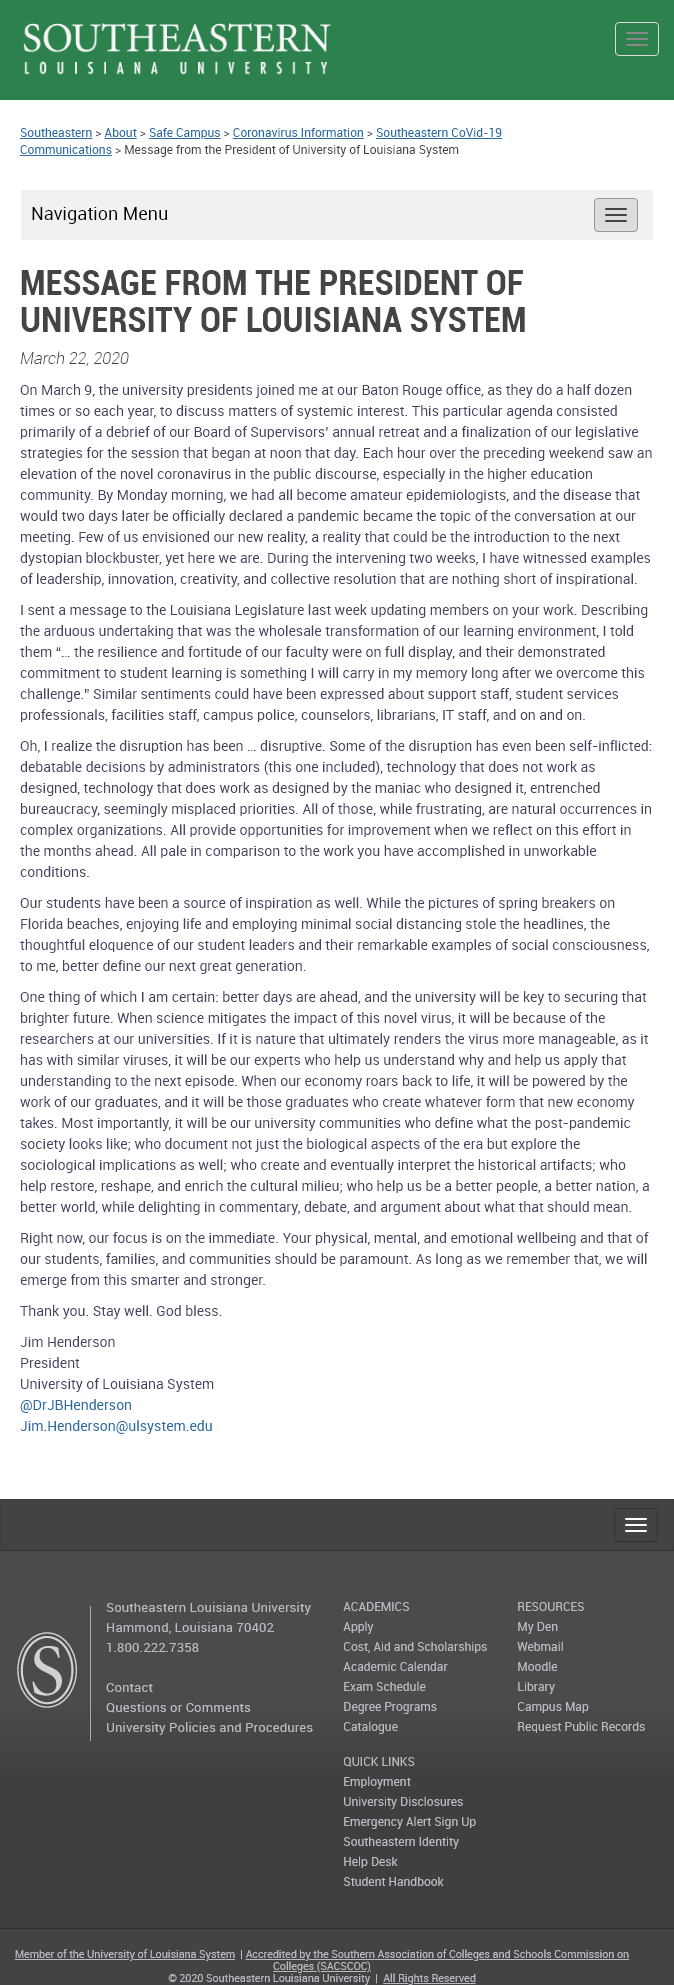 SOUTHEASTERN
LOUISIANA UNIVERSITY
Southeastern > About > Safe Campus > Coronavirus Information > Southeastern CoVid-19
Communications > Message from the President of University of Louisiana System
Navigation Menu
MESSAGE FROM THE PRESIDENT OF
UNIVERSITY OF LOUISIANA SYSTEM
March 22, 2020
On March 9, the university presidents joined me at our Baton Rouge office, as they do a half dozen
times or so each year, to discuss matters of systemic interest. This particular agenda consisted
primarily of a debrief of our Board of Supervisors' annual retreat and a finalization of our legislative
strategies for the session that began at noon that day. Each hour over the preceding weekend saw an
elevation of the novel coronavirus in the public discourse, especially in the higher education
community. By Monday morning, we had all become amateur epidemiologists, and the disease that
would two days later be officially declared a pandemic became the topic of the conversation at our
meeting. Few of us envisioned our new reality, a reality that could be the introduction to the next
dystopian blockbuster, yet here we are. During the intervening two weeks, I have witnessed examples
of leadership, innovation, creativity, and collective resolution that are nothing short of inspirational.
I sent a message to the Louisiana Legislature last week updating members on your work. Describing
the arduous undertaking that was the wholesale transformation of our learning environment, I told
them “... the resilience and fortitude of our faculty were on full display, and their demonstrated
commitment to student learning is something I will carry in my memory long after we overcome this
challenge.” Similar sentiments could have been expressed about support staff, student services
professionals, facilities staff, campus police, counselors, librarians, IT staff, and on and on.
Oh, I realize the disruption has been ... disruptive. Some of the disruption has even been self-inflicted:
debatable decisions by administrators (this one included), technology that does not work as
designed, technology that does work as designed by the maniac who designed it, entrenched
bureaucracy, seemingly misplaced priorities. All of those, while frustrating, are natural occurrences in
complex organizations. All provide opportunities for improvement when we reflect on this effort in
the months ahead. All pale in comparison to the work you have accomplished in unworkable
conditions.
Our students have been a source of inspiration as well. While the pictures of spring breakers on
Florida beaches, enjoying life and employing minimal social distancing stole the headlines, the
thoughtful eloquence of our student leaders and their remarkable examples of social consciousness,
to me, better define our next great generation.
One thing of which I am certain: better days are ahead, and the university will be key to securing that
brighter future. When science mitigates the impact of this novel virus, it will be because of the
researchers at our universities. If it is nature that ultimately renders the virus more manageable, as it
has with similar viruses, it will be our experts who help us understand why and help us apply that
understanding to the next episode. When our economy roars back to life, it will be powered by the
work of our graduates, and it will be those graduates who create whatever form that new economy
takes. Most importantly, it will be our university communities who define what the post-pandemic
society looks like; who document not just the biological aspects of the era but explore the
sociological implications as well; who create and eventually interpret the historical artifacts; who
help restore, reshape, and enrich the cultural milieu; who help us be a better people, a better nation, a
better world, while delighting in commentary, debate, and argument about what that should mean.
Right now, our focus is on the immediate. Your physical, mental, and emotional wellbeing and that of
our students, families, and communities should be paramount. As long as we remember that, we will
emerge from this smarter and stronger.
Thank you. Stay well. God bless.
Jim Henderson
President
University of Louisiana System
@DrJBHenderson
Jim.Henderson@ulsystem.edu
S
Southeastern Louisiana University
Hammond, Louisiana 70402
1.800.222.7358
Contact
Questions or Comments
University Policies and Procedures
ACADEMICS
Apply
Cost, Aid and Scholarships
Academic Calendar
Exam Schedule
Degree Programs
Catalogue
QUICK LINKS
Employment
University Disclosures
Emergency Alert Sign Up
Southeastern Identity
Help Desk
Student Handbook
RESOURCES
My Den
Webmail
Moodle
Library
Campus Map
Request Public Records
Member of the University of Louisiana System | Accredited by the Southern Association of Colleges and Schools Commission on
Colleges (SACSCOC)
© 2020 Southeastern Louisiana University | All Rights Reserved